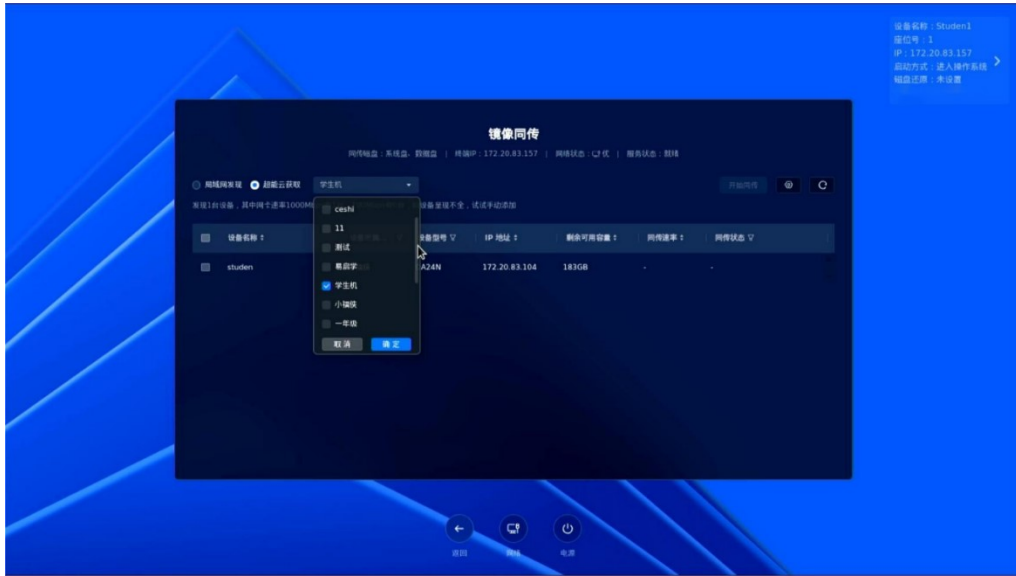 设备名称：Studen1
座位号：1
IP：172.20.83.157
启动方式：进入操作系统
磁盘还原：未设置
镜像同传
同传磁盘：系统盘、数据盘 | 终端IP：172.20.83.157 | 网络状态：优 | 服务状态：就绪
局域网发现 超能云获取 学生机 开始同传
发现1台设备，其中网卡速率1000M 设备呈现不全，试试手动添加
设备名称 设备型号 IP 地址 剩余可用容量 同传速率 同传状态
studen A24N 172.20.83.104 183GB - -
ceshi
11
测试
易启学
学生机
小瑞侠
一年级
取消 确定
返回 网络 电源